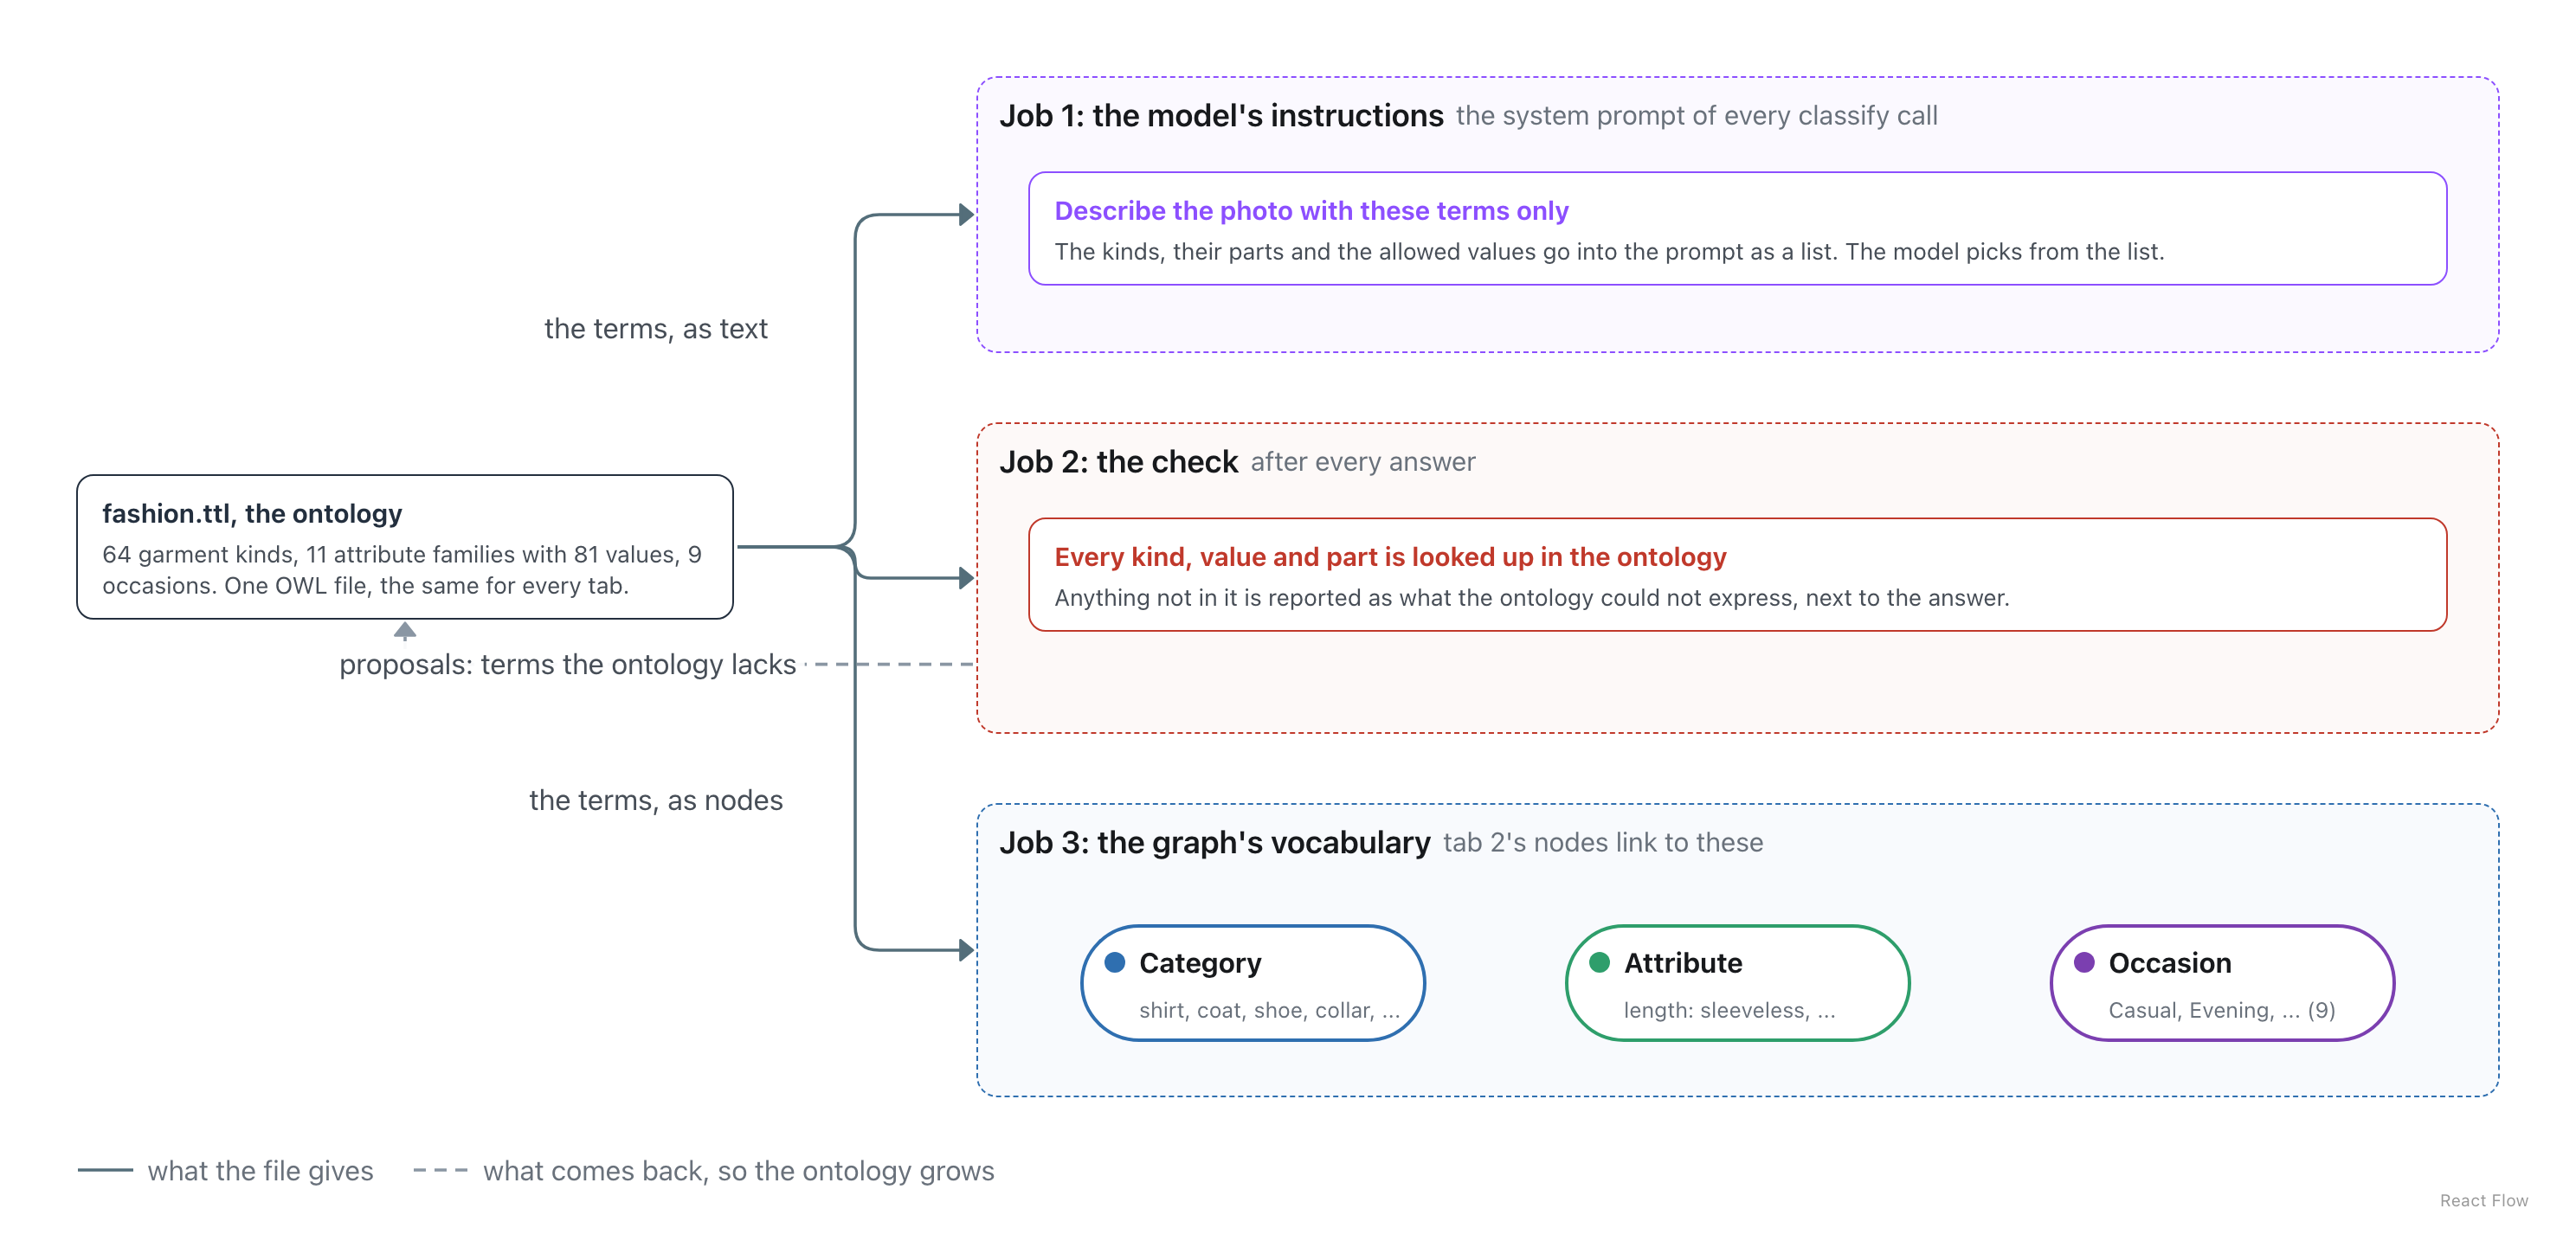 Job 1: the model's instructions the system prompt of every classify call
Describe the photo with these terms only
The kinds, their parts and the allowed values go into the prompt as a list. The model picks from the list.
the terms, as text
Job 2: the check after every answer
fashion.ttl, the ontology
64 garment kinds, 11 attribute families with 81 values, 9
occasions. One OWL file, the same for every tab.
Every kind, value and part is looked up in the ontology
Anything not in it is reported as what the ontology could not express, next to the answer.
proposals: terms the ontology lacks
the terms, as nodes
Job 3: the graph's vocabulary tab 2's nodes link to these
Category
shirt, coat, shoe, collar, ...
Attribute
length: sleeveless, ...
Occasion
Casual, Evening, ... (9)
what the file gives
what comes back, so the ontology grows
React Flow